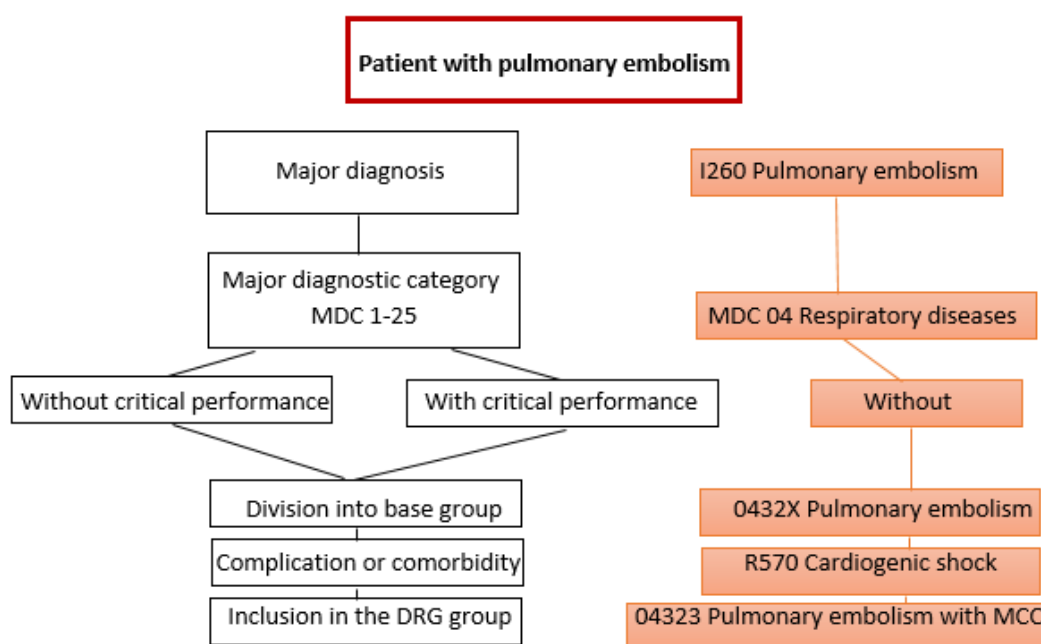 Patient with pulmonary embolism
Major diagnosis
I260 Pulmonary embolism
Major diagnostic category
MDC 1-25
MDC 04 Respiratory diseases
Without critical performance
With critical performance
Without
Division into base group
0432X Pulmonary embolism
Complication or comorbidity
R570 Cardiogenic shock
Inclusion in the DRG group
04323 Pulmonary embolism with MCC